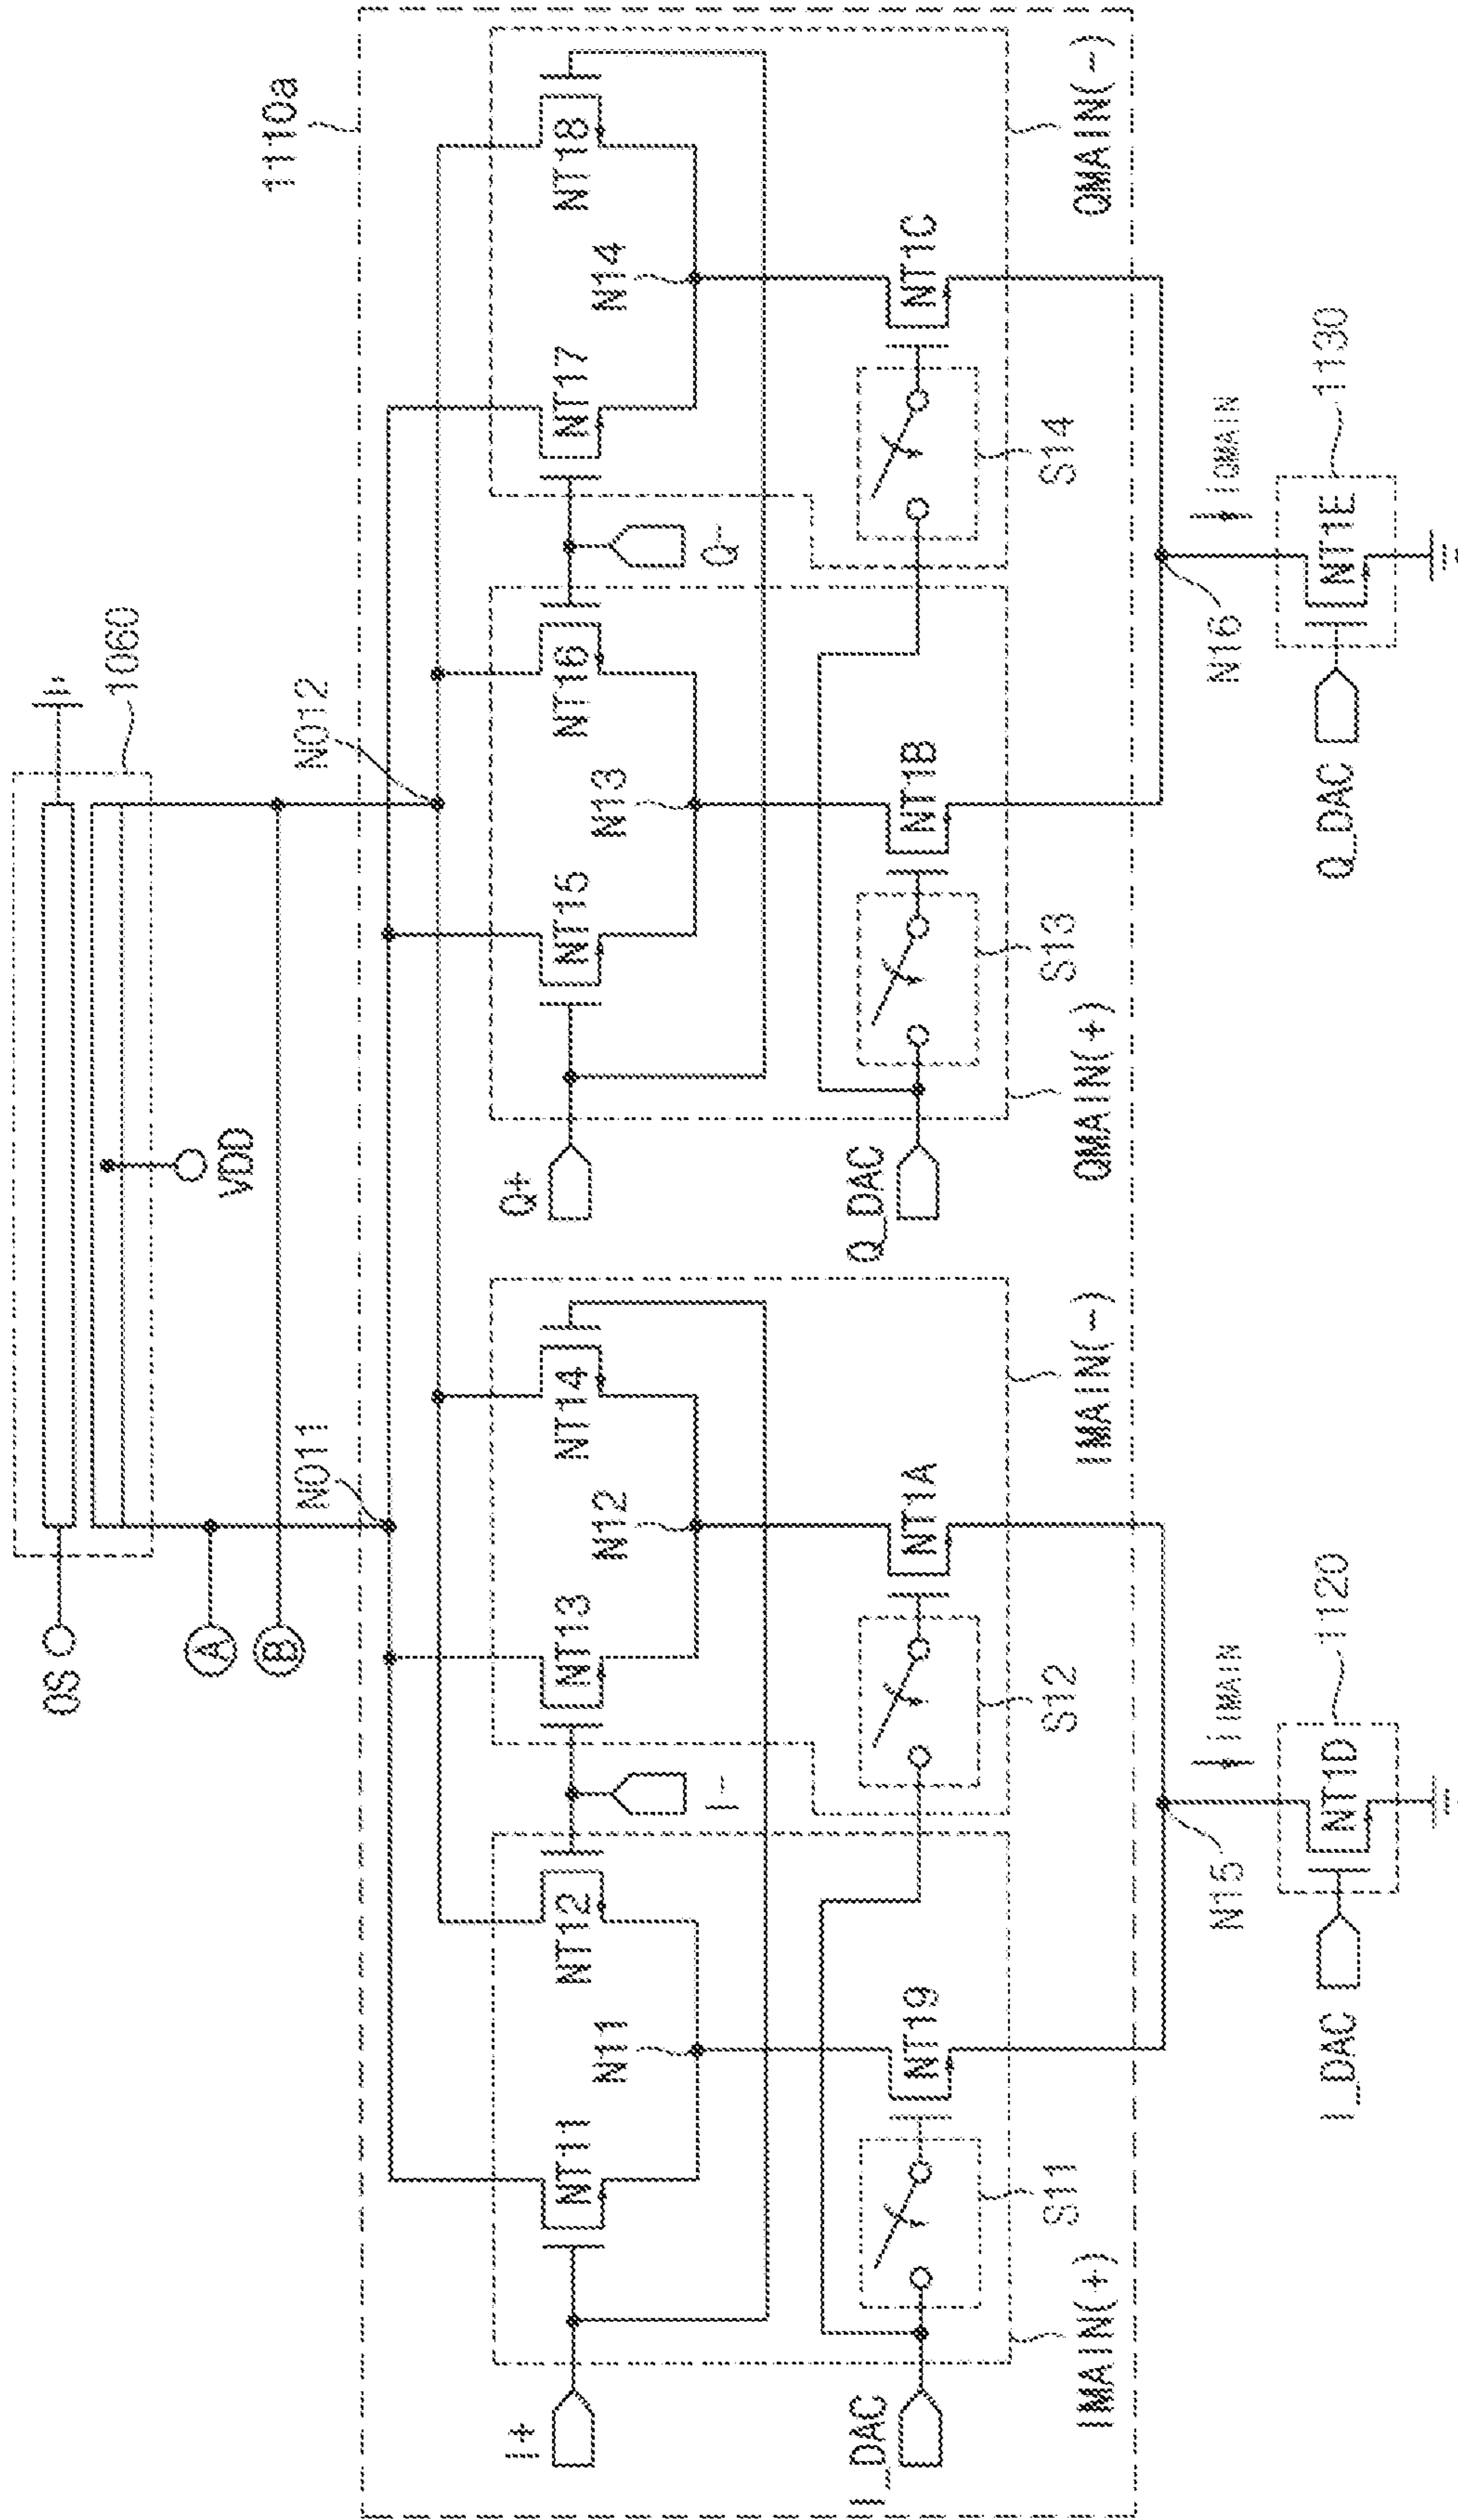 OS
1060
VDD
A
B
1110a
NO11
NO12
I+
NT11
NT12
NT13
NT14
Q+
NT15
NT16
NT17
NT18
N11
N12
N13
N14
I-
Q-
I_DAC
NT19
NT1A
Q_DAC
NT1B
NT1C
S11
S12
S13
S14
IMAIN(+)
IMAIN(-)
QMAIN(+)
QMAIN(-)
N15
IIMAIN
N16
IQMAIN
I_DAC
NT1D
1120
Q_DAC
NT1E
1130